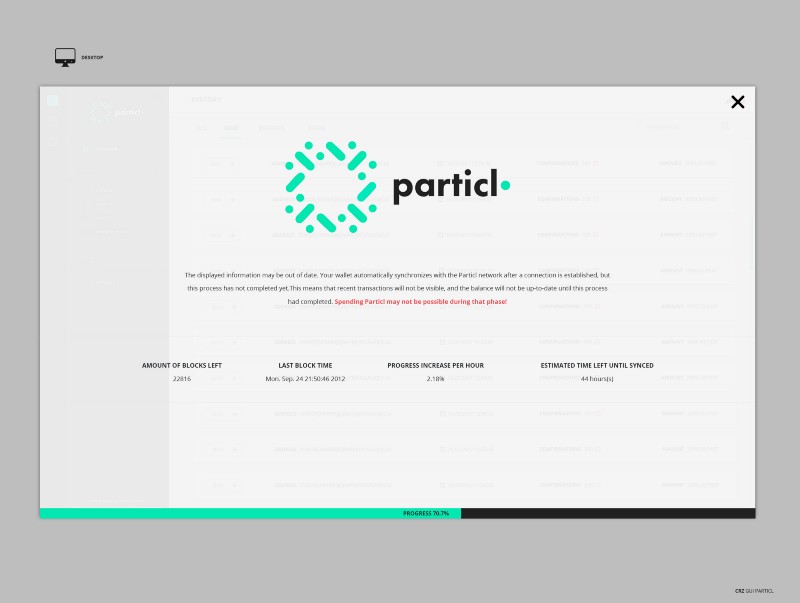 DESKTOP
particl
The displayed information may be out of date. Your wallet automatically synchronizes with the Particl network after a connection is established, but
this process has not completed yet.This means that recent transactions will not be visible, and the balance will not be up-to-date until this process
had completed. Spending Particl may not be possible during that phase!
AMOUNT OF BLOCKS LEFT LAST BLOCK TIME PROGRESS INCREASE PER HOUR ESTIMATED TIME LEFT UNTIL SYNCED
22816 Mon. Sep. 24 21:50:46 2012 2.18% 44 hours(s)
PROGRESS 70.7%
CRZ GUI PARTICL